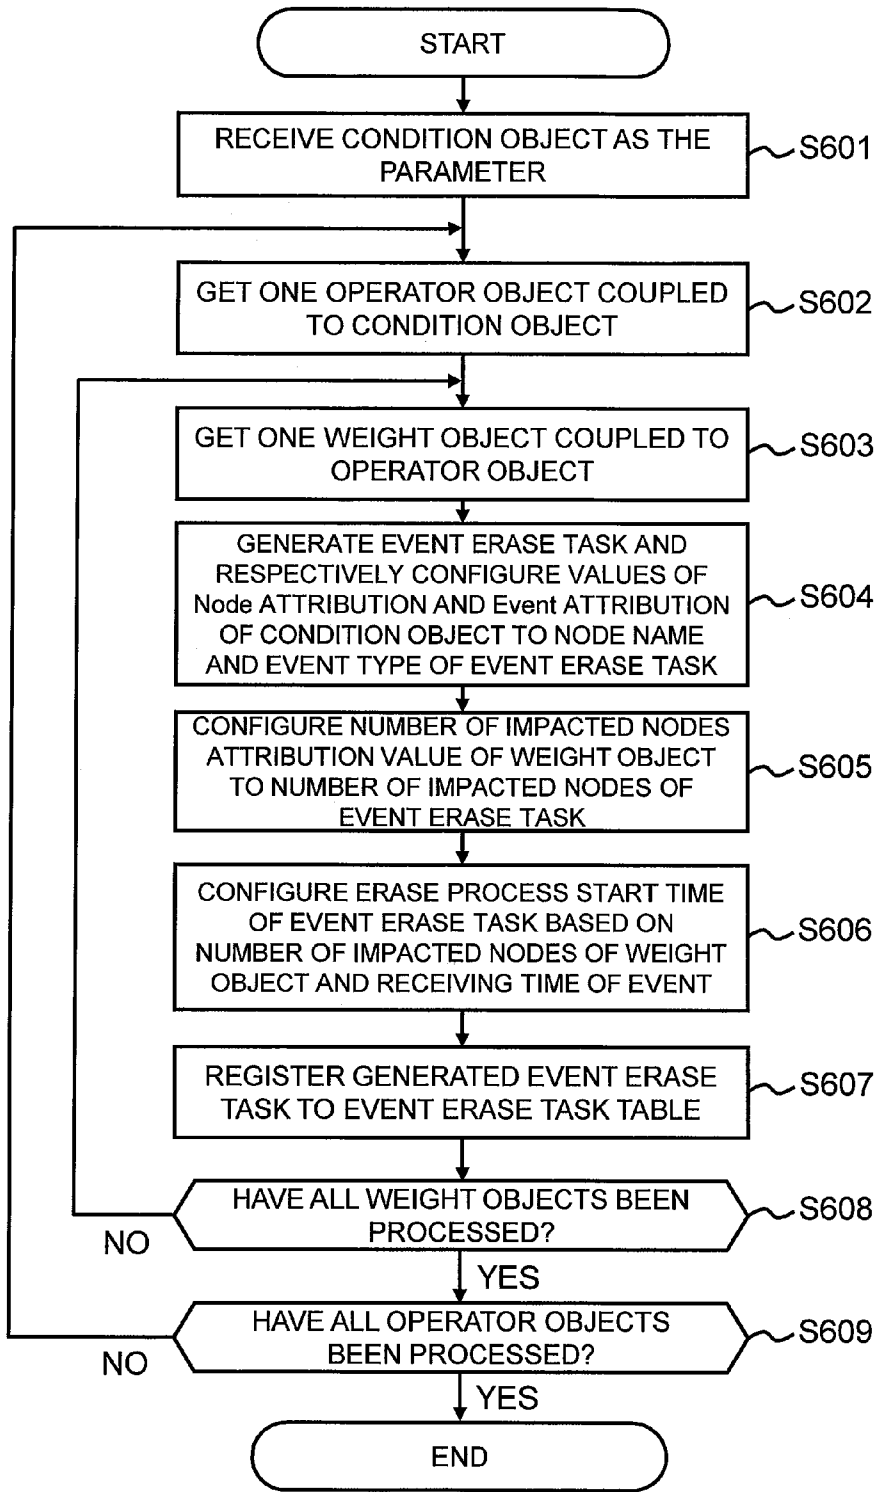 START
RECEIVE CONDITION OBJECT AS THE
PARAMETER
S601
GET ONE OPERATOR OBJECT COUPLED
TO CONDITION OBJECT
S602
GET ONE WEIGHT OBJECT COUPLED TO
OPERATOR OBJECT
S603
GENERATE EVENT ERASE TASK AND
RESPECTIVELY CONFIGURE VALUES OF
Node ATTRIBUTION AND Event ATTRIBUTION
OF CONDITION OBJECT TO NODE NAME
AND EVENT TYPE OF EVENT ERASE TASK
S604
CONFIGURE NUMBER OF IMPACTED NODES
ATTRIBUTION VALUE OF WEIGHT OBJECT
TO NUMBER OF IMPACTED NODES OF
EVENT ERASE TASK
S605
CONFIGURE ERASE PROCESS START TIME
OF EVENT ERASE TASK BASED ON
NUMBER OF IMPACTED NODES OF WEIGHT
OBJECT AND RECEIVING TIME OF EVENT
S606
REGISTER GENERATED EVENT ERASE
TASK TO EVENT ERASE TASK TABLE
S607
HAVE ALL WEIGHT OBJECTS BEEN
PROCESSED?
S608
NO
YES
HAVE ALL OPERATOR OBJECTS
BEEN PROCESSED?
S609
NO
YES
END